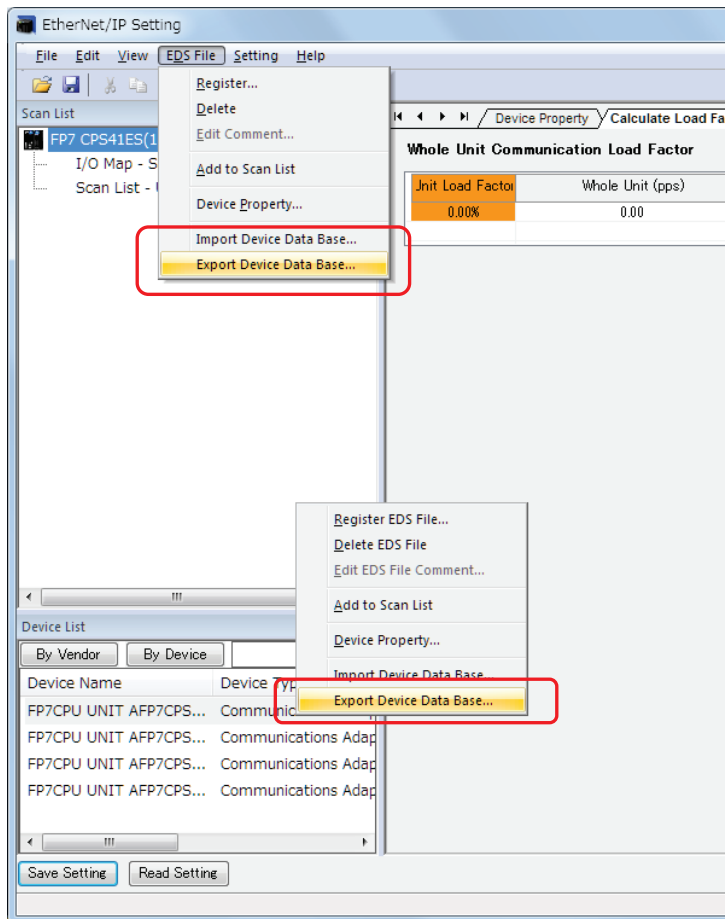 EtherNet/IP Setting
File Edit View EDS File Setting Help
Register...
Delete
Edit Comment...
Add to Scan List
Device Property...
Import Device Data Base...
Export Device Data Base...
Scan List
FP7 CPS41ES(1
I/O Map - S
Scan List -
Device Property Calculate Load Fa
Whole Unit Communication Load Factor
Unit Load Factor Whole Unit (pps)
0.00% 0.00
Register EDS File...
Delete EDS File
Edit EDS File Comment...
Add to Scan List
Device Property...
Import Device Data Base...
Export Device Data Base...
Device List
By Vendor By Device
Device Name Device Typ
FP7CPU UNIT AFP7CPS... Communic
FP7CPU UNIT AFP7CPS... Communications Adap
FP7CPU UNIT AFP7CPS... Communications Adap
FP7CPU UNIT AFP7CPS... Communications Adap
Save Setting Read Setting